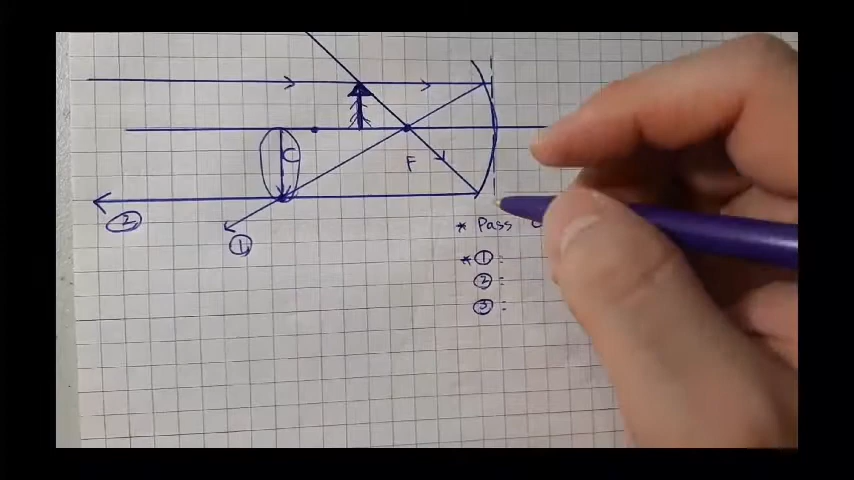 C
F
②
①
* Pass
* ① :
② :
③ :